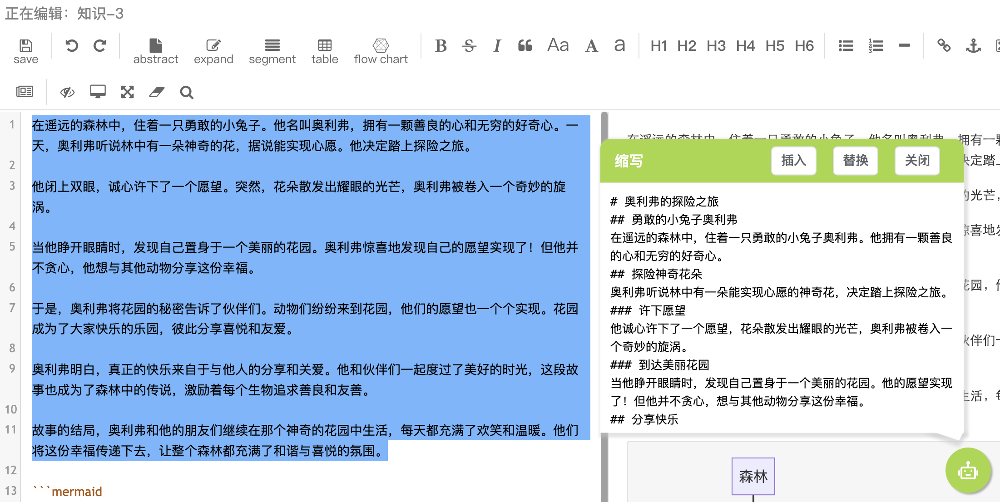 正在编辑：知识-3
save
abstract
expand
segment
table
flow chart
B S I Aa A a H1 H2 H3 H4 H5 H6
1 在遥远的森林中，住着一只勇敢的小兔子。他名叫奥利弗，拥有一颗善良的心和无穷的好奇心。一
天，奥利弗听说林中有一朵神奇的花，据说能实现心愿。他决定踏上探险之旅。
2
3 他闭上双眼，诚心许下了一个愿望。突然，花朵散发出耀眼的光芒，奥利弗被卷入一个奇妙的旋
涡。
4
5 当他睁开眼睛时，发现自己置身于一个美丽的花园。奥利弗惊喜地发现自己的愿望实现了！但他并
不贪心，他想与其他动物分享这份幸福。
6
7 于是，奥利弗将花园的秘密告诉了伙伴们。动物们纷纷来到花园，他们的愿望也一个个实现。花园
成为了大家快乐的乐园，彼此分享喜悦和友爱。
8
9 奥利弗明白，真正的快乐来自于与他人的分享和关爱。他和伙伴们一起度过了美好的时光，这段故
事也成为了森林中的传说，激励着每个生物追求善良和友善。
10
11 故事的结局，奥利弗和他的朋友们继续在那个神奇的花园中生活，每天都充满了欢笑和温暖。他们
将这份幸福传递下去，让整个森林都充满了和谐与喜悦的氛围。
12
13 ```mermaid
在遥远的森林中，住着一只勇敢的小兔子。他名叫奥利弗，拥有一
决定踏
的光芒，
惊喜地
花园，
伙伴们
生活，
缩写
插入
替换
关闭
# 奥利弗的探险之旅
## 勇敢的小兔子奥利弗
在遥远的森林中，住着一只勇敢的小兔子奥利弗。他拥有一颗善良
的心和无穷的好奇心。
## 探险神奇花朵
奥利弗听说林中有一朵能实现心愿的神奇花，决定踏上探险之旅。
### 许下愿望
他诚心许下了一个愿望，花朵散发出耀眼的光芒，奥利弗被卷入一
个奇妙的旋涡。
### 到达美丽花园
当他睁开眼睛时，发现自己置身于一个美丽的花园。他的愿望实现
了！但他并不贪心，想与其他动物分享这份幸福。
## 分享快乐
森林